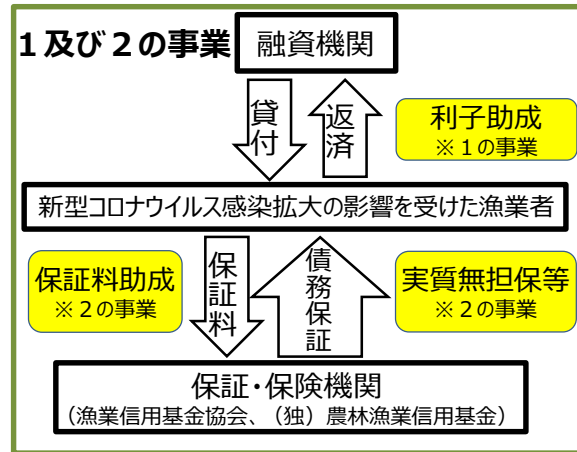 １及び２の事業
融資機関
貸付
返済
利子助成
※１の事業
新型コロナウイルス感染拡大の影響を受けた漁業者
保証料助成
※２の事業
保証料
債務保証
実質無担保等
※２の事業
保証・保険機関
（漁業信用基金協会、（独）農林漁業信用基金）